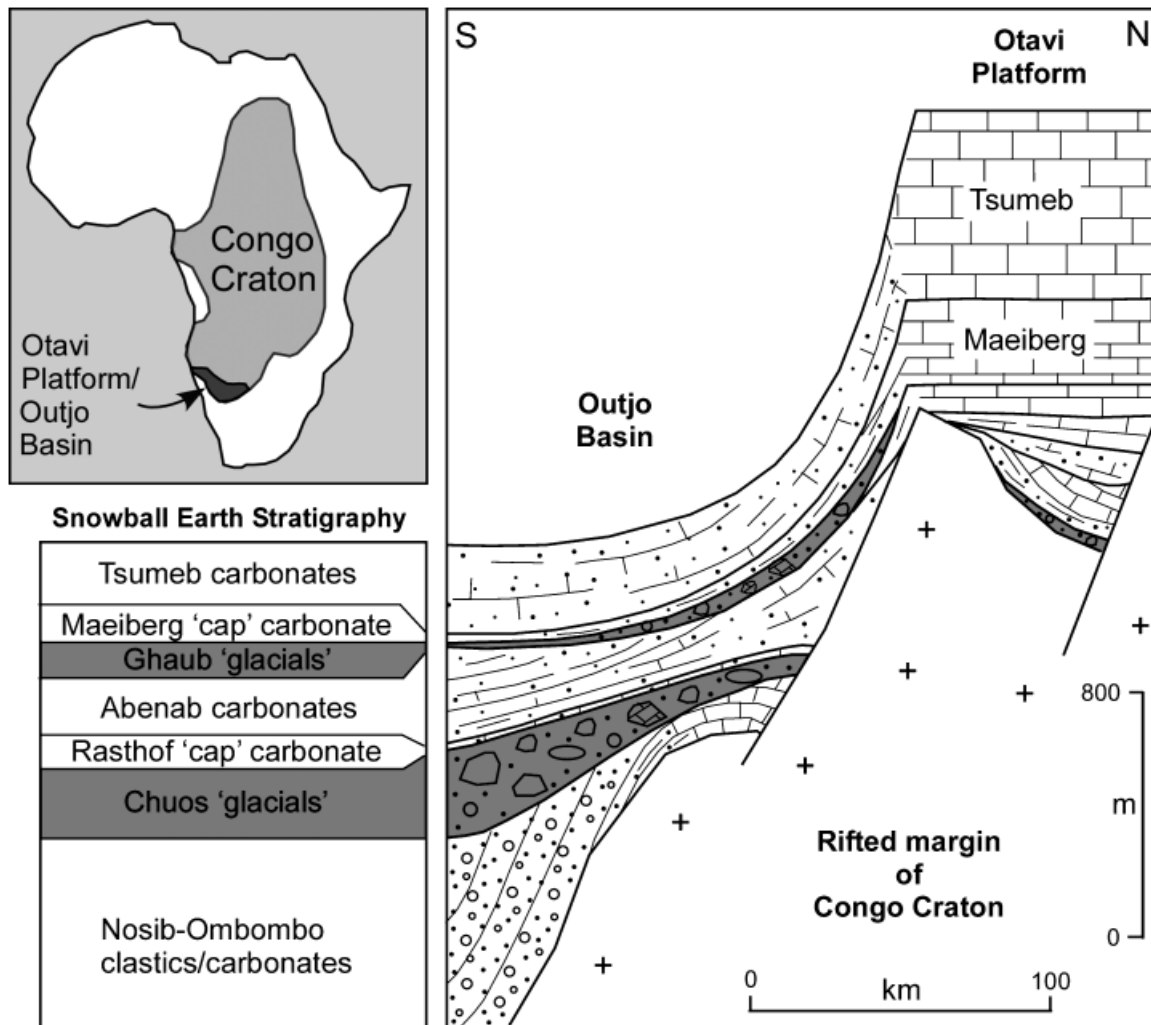 Congo
Craton
Otavi
Platform/
Outjo
Basin
Snowball Earth Stratigraphy
Tsumeb carbonates
Maeiberg 'cap' carbonate
Ghaub 'glacials'
Abenab carbonates
Rasthof 'cap' carbonate
Chuos 'glacials'
Nosib-Ombombo
clastics/carbonates
S
N
Otavi
Platform
Tsumeb
Maeiberg
Outjo
Basin
Rifted margin
of
Congo Craton
800
m
0
0
100
km